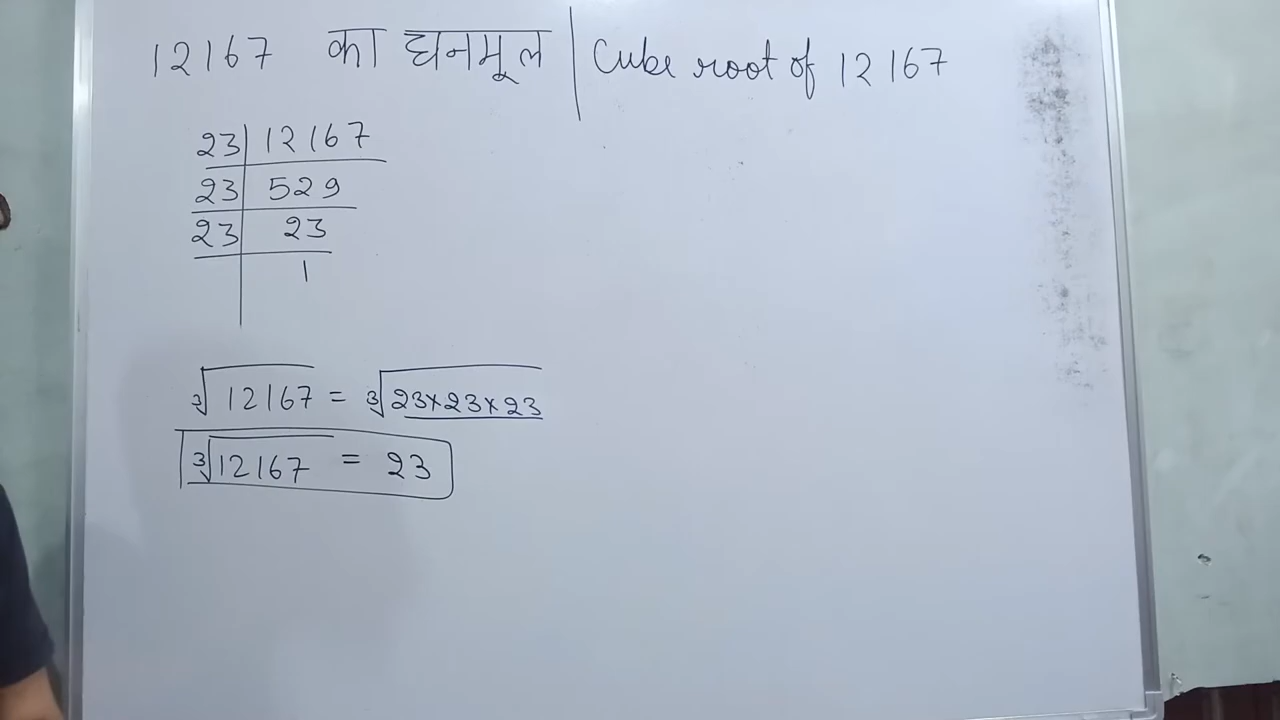 12167 का घनमूल | Cube root of 12167
23 | 12167
23 | 529
23 | 23
1
∛12167 = ∛23×23×23
∛12167 = 23